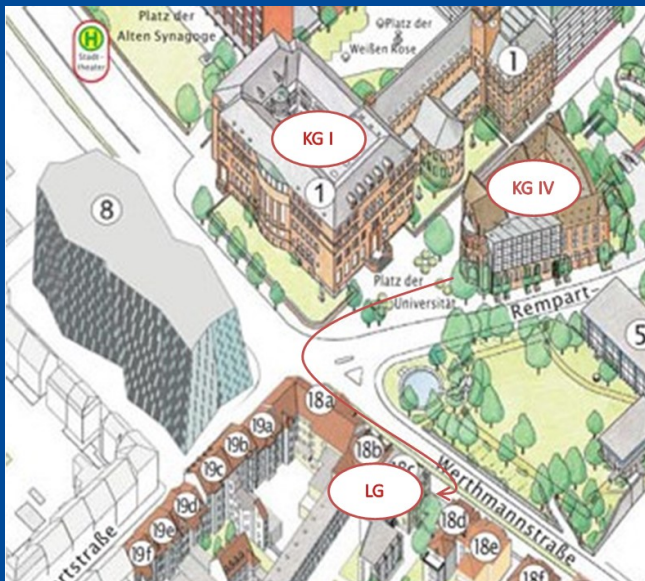 Platz der
Alten Synagoge
H
Stadt-
theater
Platz der
Weißen Rose
1
KG I
1
KG IV
8
Platz der
Universität
Rempart-
5
18a
19a
19b
18b
19c
18c
LG
Werthmannstraße
19d
18d
19e
18e
19f
18f
rtstraße